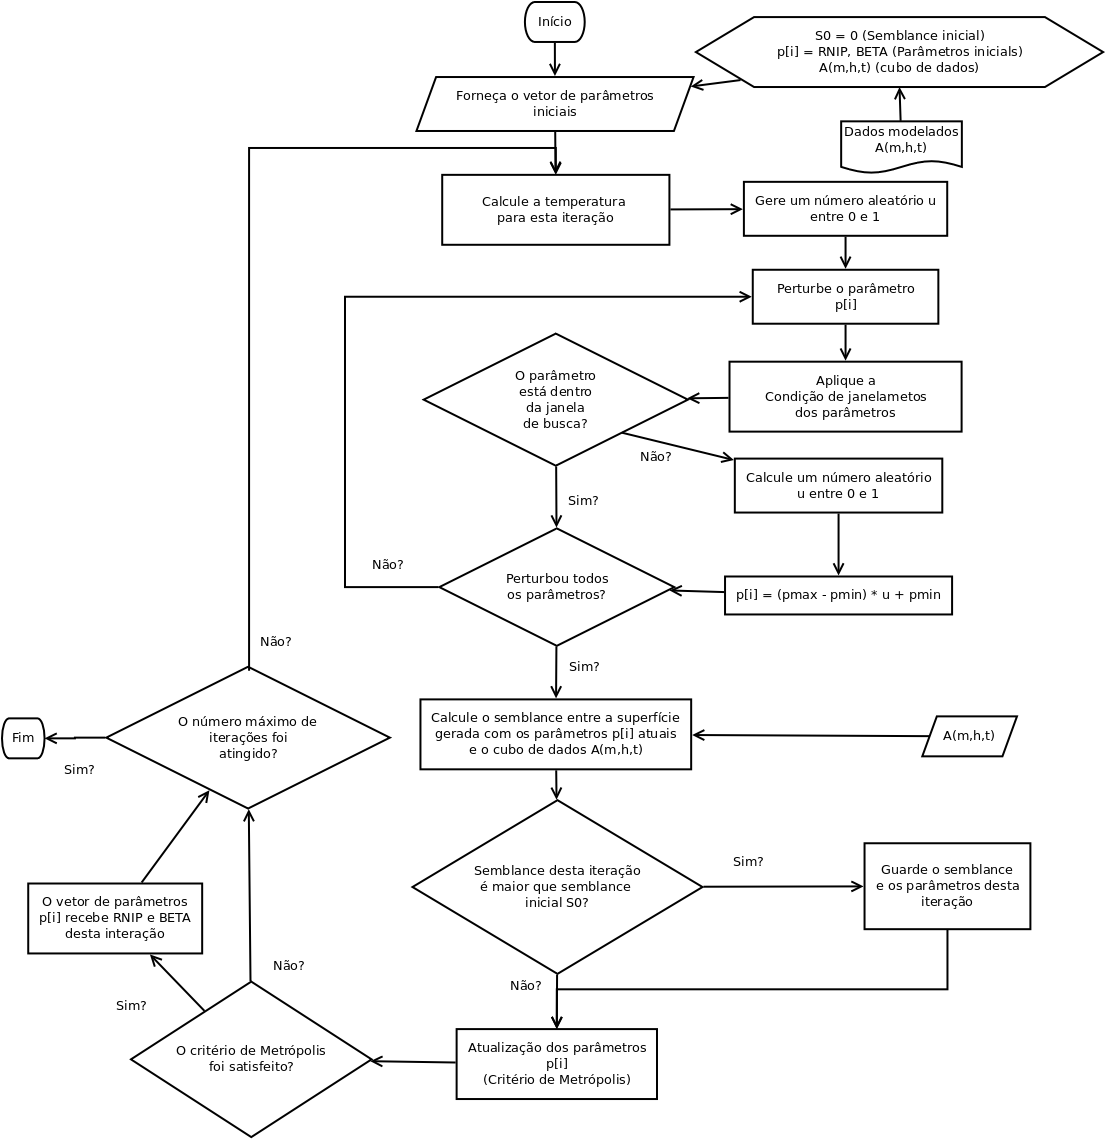 Início
S0 = 0 (Semblance inicial)
p[i] = RNIP, BETA (Parâmetros inicials)
A(m,h,t) (cubo de dados)
Forneça o vetor de parâmetros
iniciais
Dados modelados
A(m,h,t)
Calcule a temperatura
para esta iteração
Gere um número aleatório u
entre 0 e 1
Perturbe o parâmetro
p[i]
Aplique a
Condição de janelametos
dos parâmetros
O parâmetro
está dentro
da janela
de busca?
Não?
Sim?
Calcule um número aleatório
u entre 0 e 1
p[i] = (pmax - pmin) * u + pmin
Perturbou todos
os parâmetros?
Não?
Sim?
Calcule o semblance entre a superfície
gerada com os parâmetros p[i] atuais
e o cubo de dados A(m,h,t)
A(m,h,t)
Semblance desta iteração
é maior que semblance
inicial S0?
Sim?
Guarde o semblance
e os parâmetros desta
iteração
Não?
Atualização dos parâmetros
p[i]
(Critério de Metrópolis)
O critério de Metrópolis
foi satisfeito?
Sim?
Não?
O vetor de parâmetros
p[i] recebe RNIP e BETA
desta interação
O número máximo de
iterações foi
atingido?
Não?
Sim?
Fim